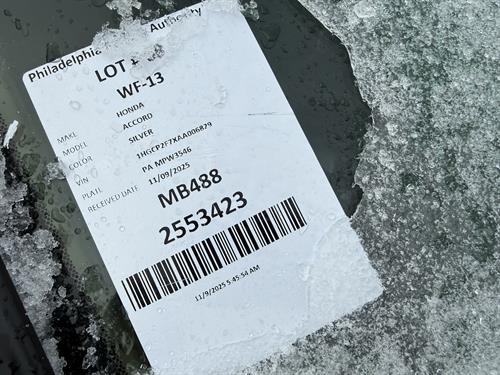 Philadelphia Authority
LOT
WF-13
MAKE HONDA
MODEL ACCORD
COLOR SILVER
VIN 1HGCP2F7XAA006829
PLATE PA MPW3546
RECEIVED DATE 11/09/2025
MB488
2553423
11/9/2025 5:45:54 AM